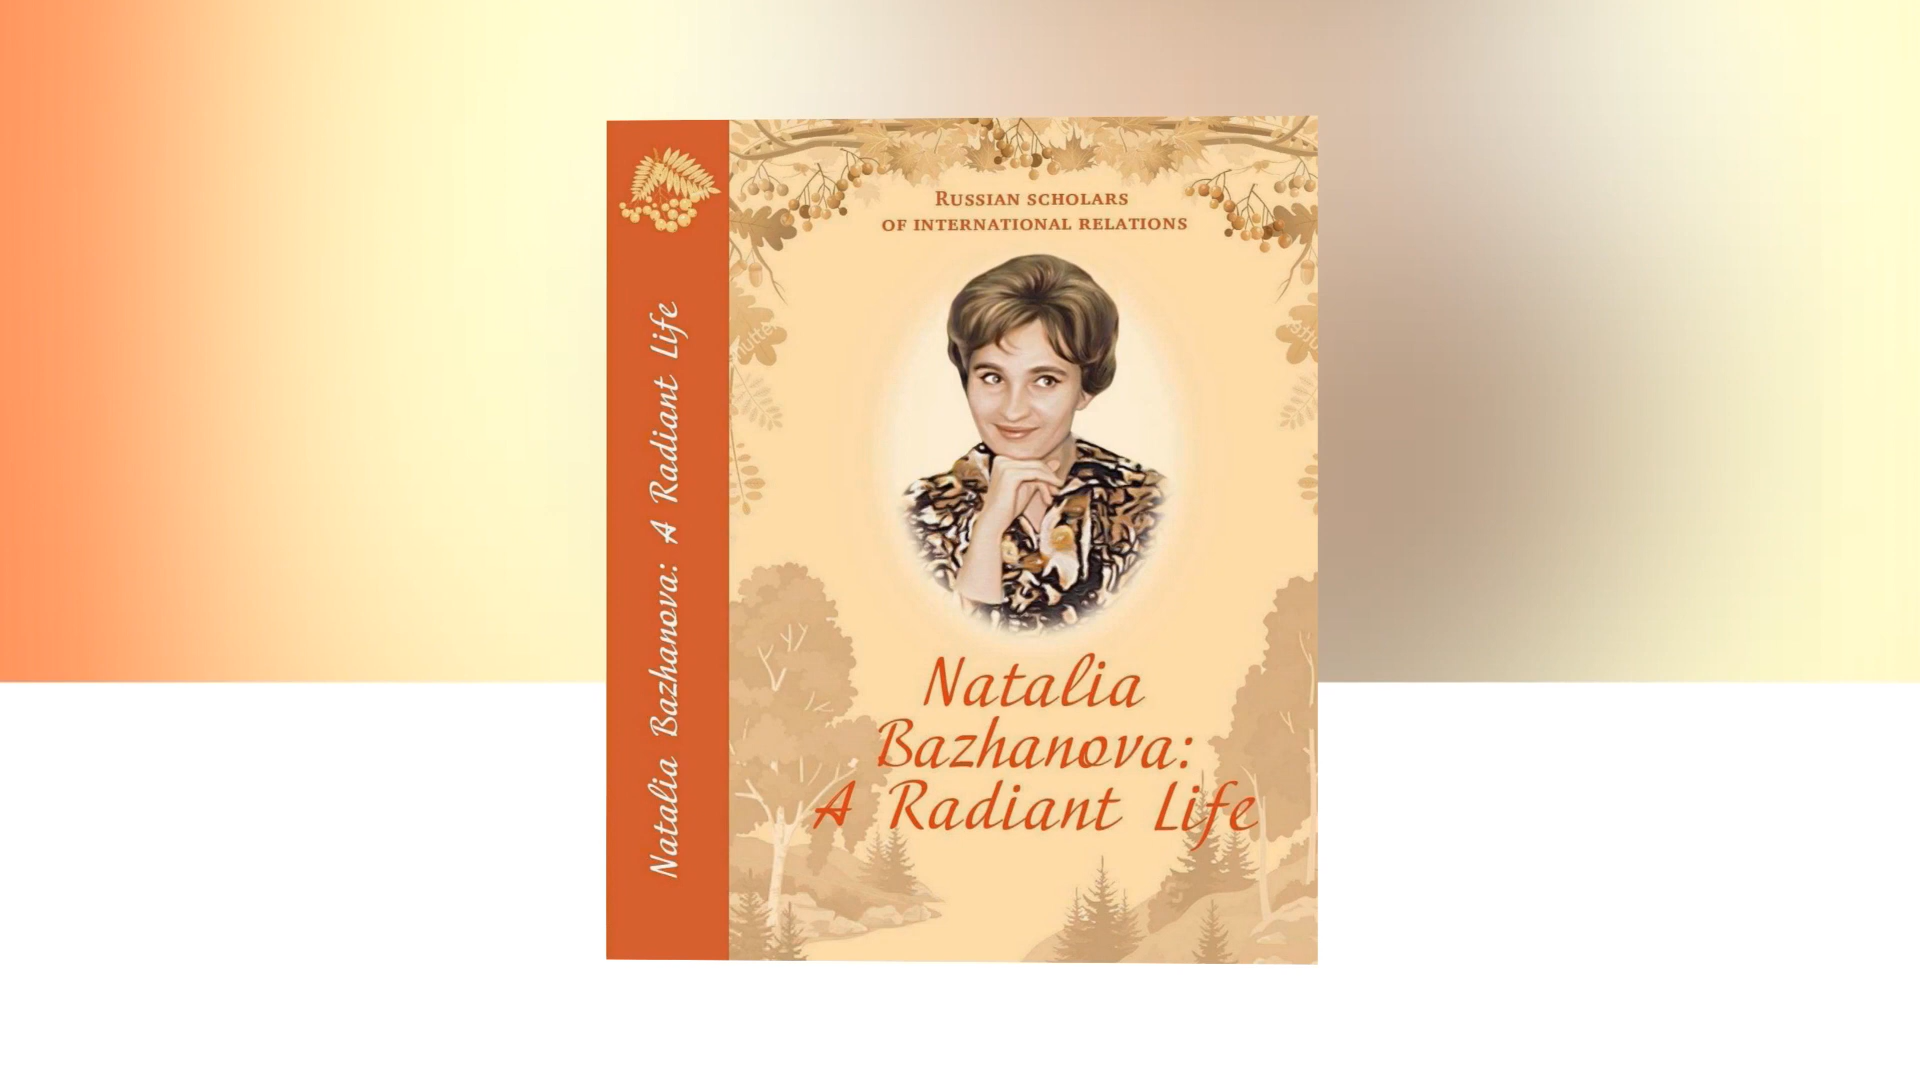 Natalia Bazhanova: A Radiant Life
RUSSIAN SCHOLARS
OF INTERNATIONAL RELATIONS
Natalia
Bazhanova:
A Radiant Life